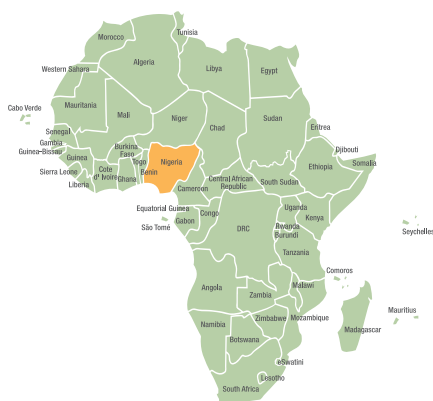 Tunisia
Morocco
Algeria
Libya
Egypt
Western Sahara
Mauritania
Mali
Niger
Chad
Sudan
Eritrea
Cabo Verde
Senegal
Gambia
Guinea–Bissau
Guinea
Sierra Leone
Liberia
Cote
d' Ivoire
Burkina
Faso
Ghana
Togo
Benin
Nigeria
Cameroon
Central African
Republic
South Sudan
Ethiopia
Djibouti
Somalia
Equatorial Guinea
São Tomé
Gabon
Congo
DRC
Uganda
Kenya
Rwanda
Burundi
Tanzania
Seychelles
Comoros
Angola
Zambia
Malawi
Mozambique
Zimbabwe
Namibia
Botswana
Madagascar
Mauritius
eSwatini
Lesotho
South Africa